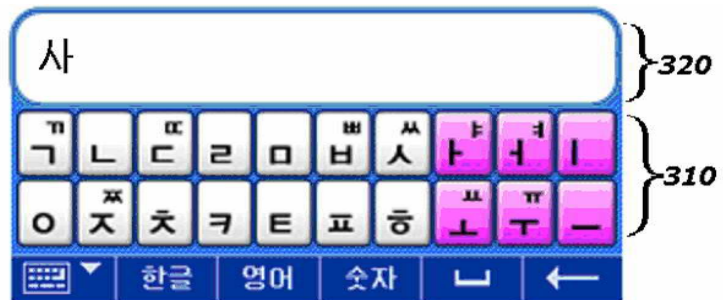 사
320
ㄲ ㄸ ㅃ ㅆ ㅑ ㅕ
ㄱ ㄴ ㄷ ㄹ ㅁ ㅂ ㅅ ㅏ ㅓ ㅣ
310
ㅉ ㅛ ㅠ
ㅇ ㅈ ㅊ ㅋ ㅌ ㅍ ㅎ ㅗ ㅜ ㅡ
한글 영어 숫자